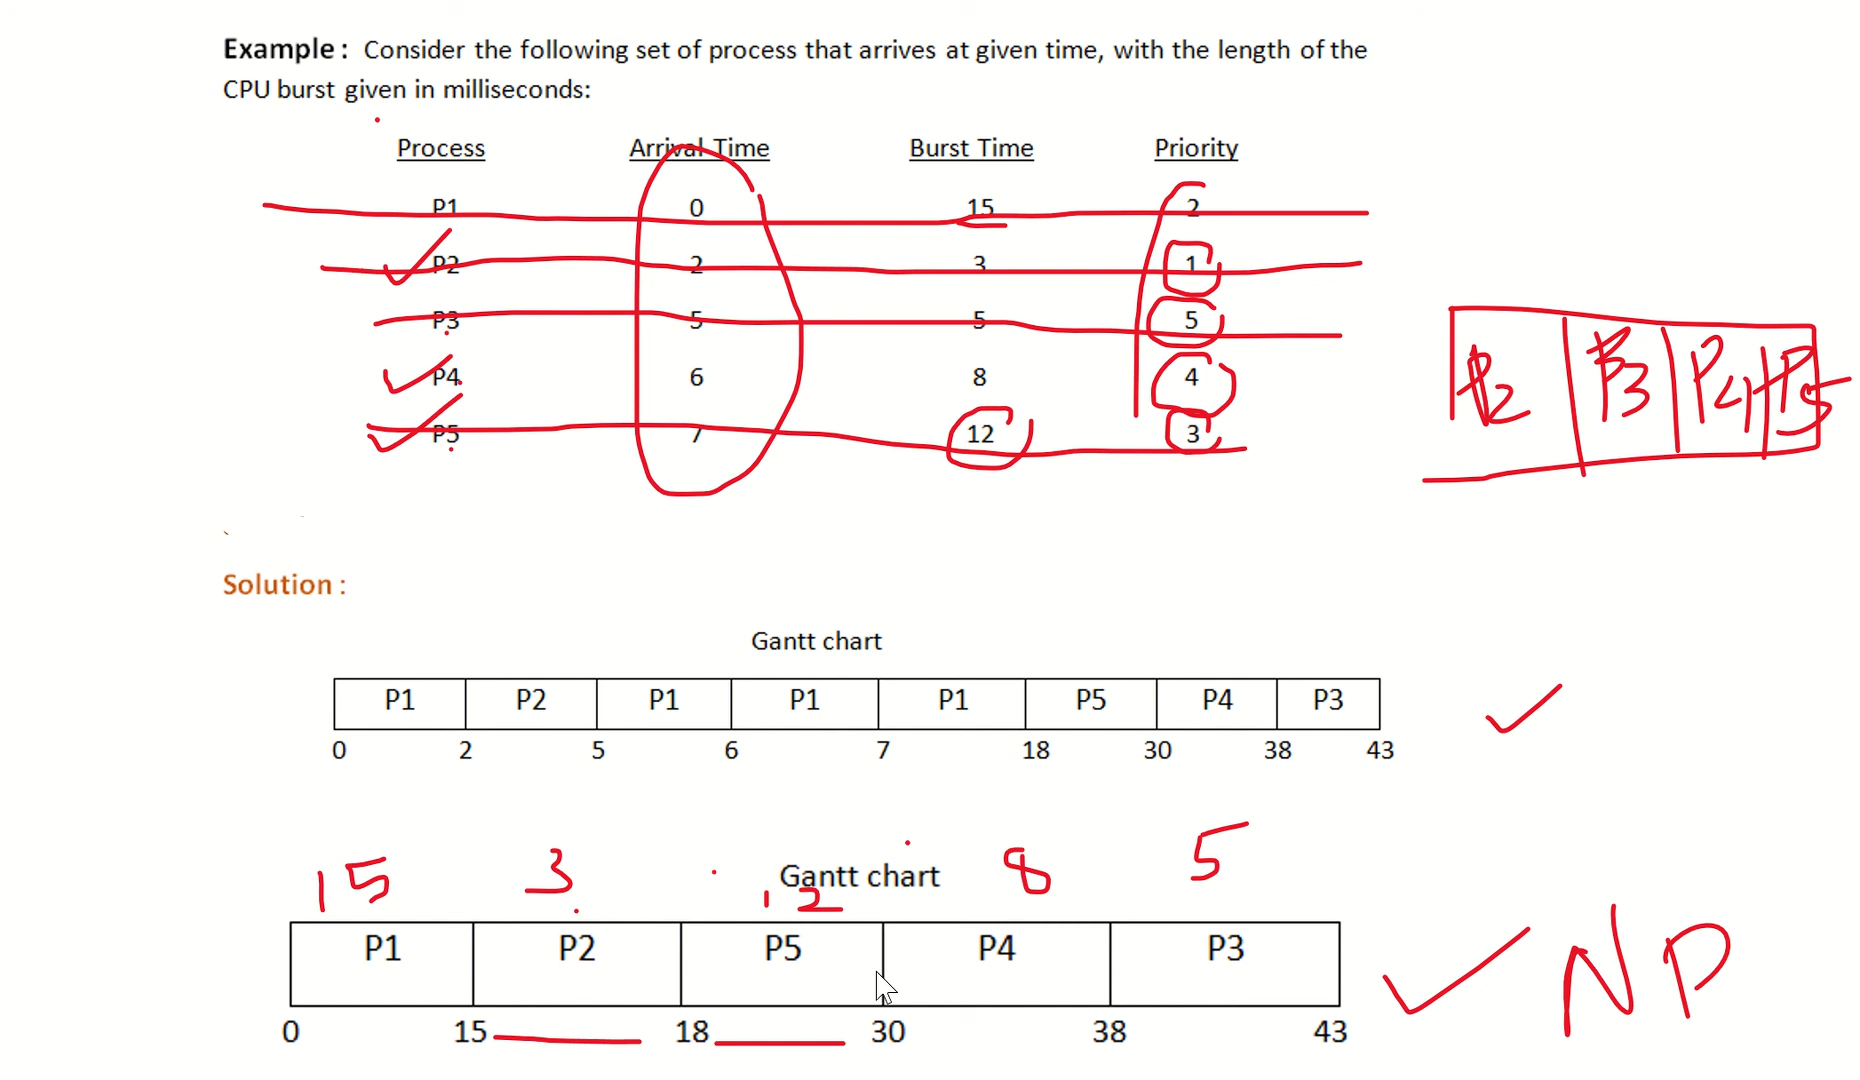 Example : Consider the following set of process that arrives at given time, with the length of the
CPU burst given in milliseconds:
Process Arrival Time Burst Time Priority
P1 0 15 2
P2 2 3 1
P3 5 5 5
P4 6 8 4
P5 7 12 3
P2 P3 P4 P5
Solution :
Gantt chart
P1 P2 P1 P1 P1 P5 P4 P3
0 2 5 6 7 18 30 38 43
15 3 12 8 5
Gantt chart
P1 P2 P5 P4 P3
NP
0 15 18 30 38 43